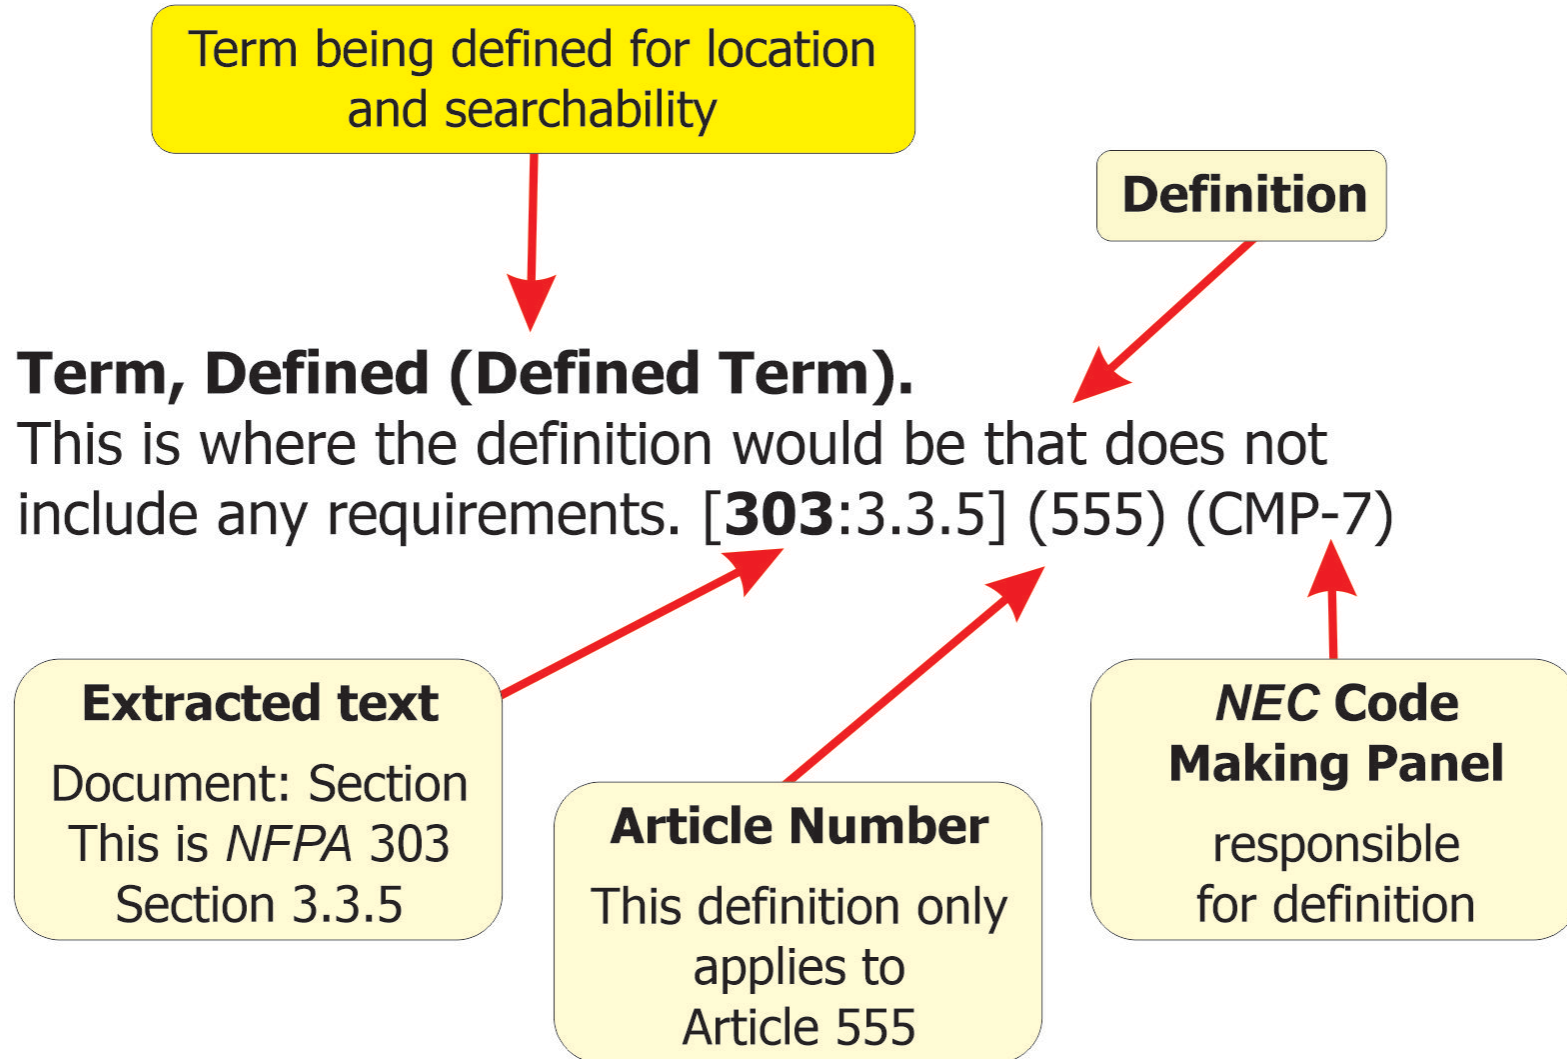 Term being defined for location
and searchability
Definition
Term, Defined (Defined Term).
This is where the definition would be that does not
include any requirements. [303:3.3.5] (555) (CMP-7)
Extracted text
Document: Section
This is NFPA 303
Section 3.3.5
Article Number
This definition only
applies to
Article 555
NEC Code
Making Panel
responsible
for definition